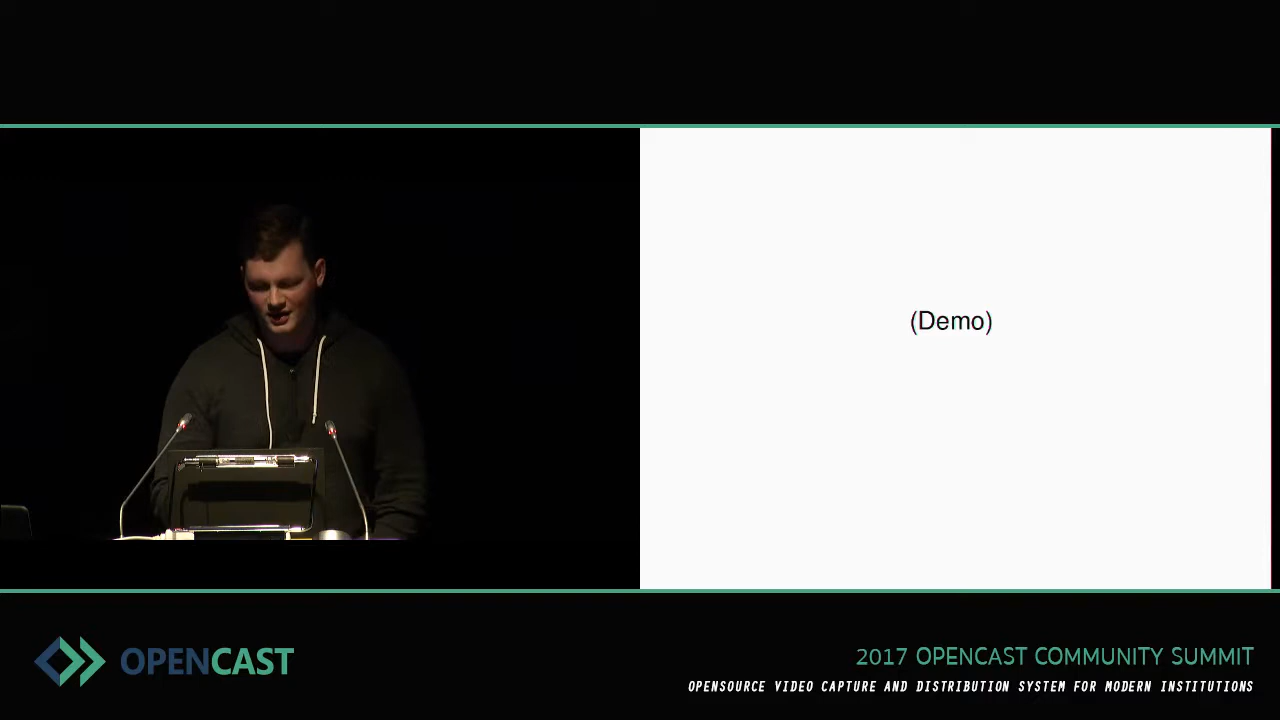 (Demo)
OPENCAST
2017 OPENCAST COMMUNITY SUMMIT
OPENSOURCE VIDEO CAPTURE AND DISTRIBUTION SYSTEM FOR MODERN INSTITUTIONS